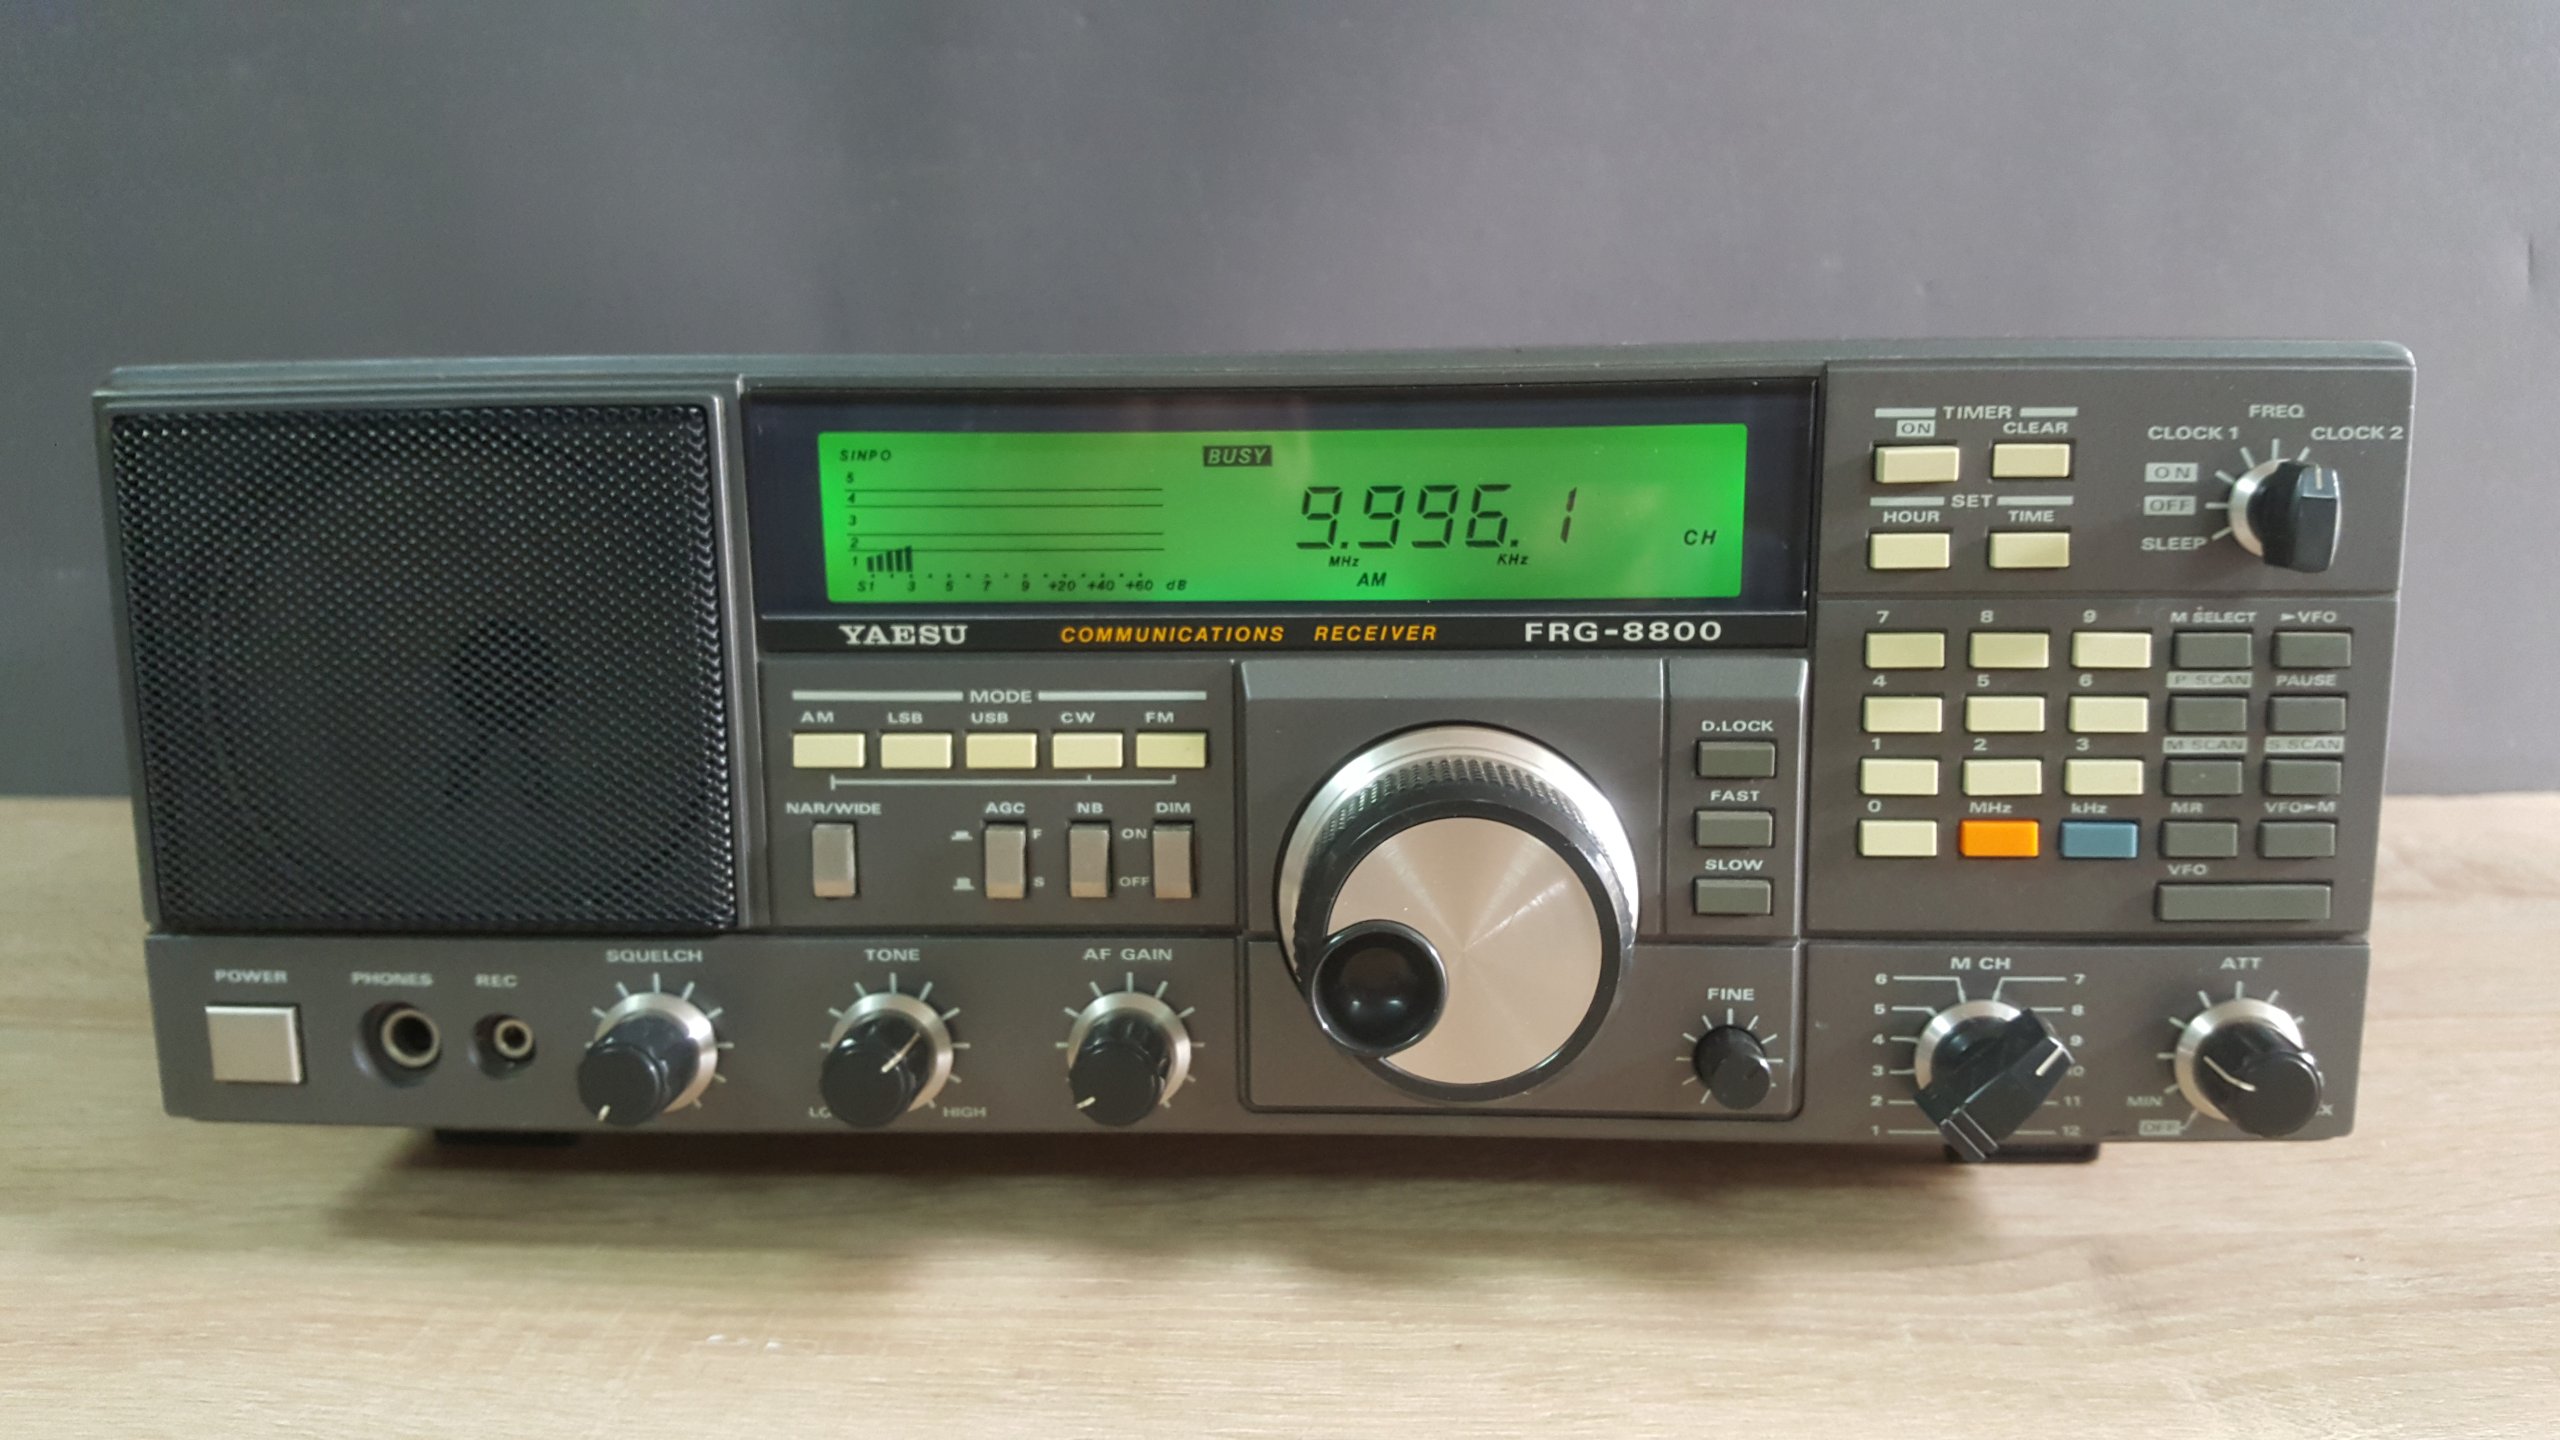 SINPO
5
4
3
2
1
S1 3 5 7 9 +20 +40 +60 dB
BUSY
9.996.1
MHz KHz
AM
CH
YAESU COMMUNICATIONS RECEIVER FRG-8800
TIMER
ON CLEAR
SET
HOUR TIME
FREQ
CLOCK 1 CLOCK 2
ON
OFF
SLEEP
MODE
AM LSB USB CW FM
NAR/WIDE AGC NB DIM
F ON
S OFF
D.LOCK
FAST
SLOW
7 8 9 M SELECT ►VFO
4 5 6 P. SCAN PAUSE
1 2 3 M.SCAN S.SCAN
0 MHz kHz MR VFO►M
VFO
POWER PHONES REC SQUELCH TONE AF GAIN
HIGH
FINE
M CH
6 7
5 8
4 9
3
2 11
1 12
ATT
MIN
OFF